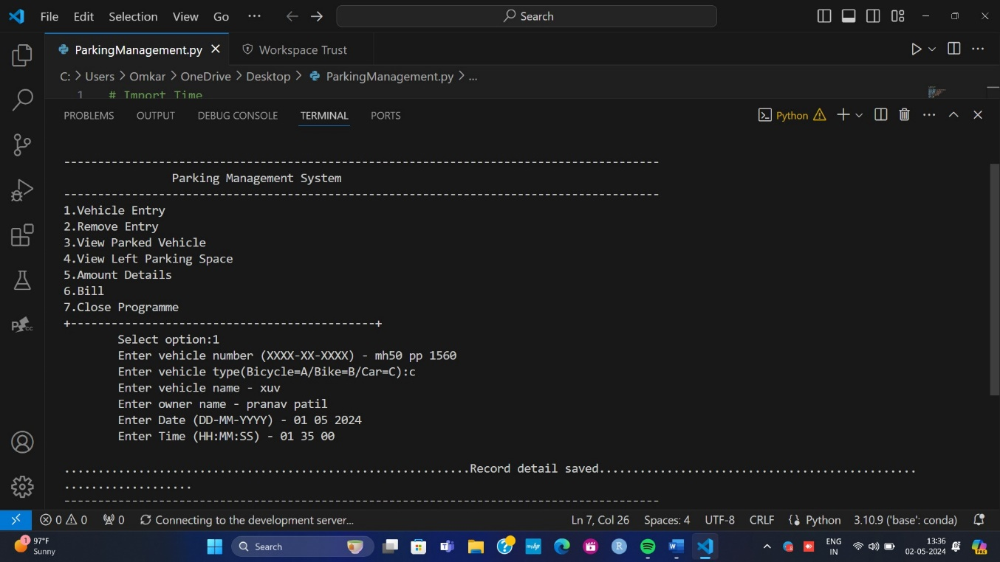 File Edit Selection View Go ... Search
ParkingManagement.py Workspace Trust
C: > Users > Omkar > OneDrive > Desktop > ParkingManagement.py > ...
1 # Import Time
PROBLEMS OUTPUT DEBUG CONSOLE TERMINAL PORTS Python
----------------------------------------------------------------------------------------
Parking Management System
----------------------------------------------------------------------------------------
1.Vehicle Entry
2.Remove Entry
3.View Parked Vehicle
4.View Left Parking Space
5.Amount Details
6.Bill
7.Close Programme
+---------------------------------------------+
Select option:1
Enter vehicle number (XXXX-XX-XXXX) - mh50 pp 1560
Enter vehicle type(Bicycle=A/Bike=B/Car=C):c
Enter vehicle name - xuv
Enter owner name - pranav patil
Enter Date (DD-MM-YYYY) - 01 05 2024
Enter Time (HH:MM:SS) - 01 35 00
............................................................Record detail saved...............................................
...................
----------------------------------------------------------------------------------------
0 0 0 Connecting to the development server... Ln 7, Col 26 Spaces: 4 UTF-8 CRLF Python 3.10.9 ('base': conda)
1 97°F
Sunny
Search
ENG
IN
13:36
02-05-2024